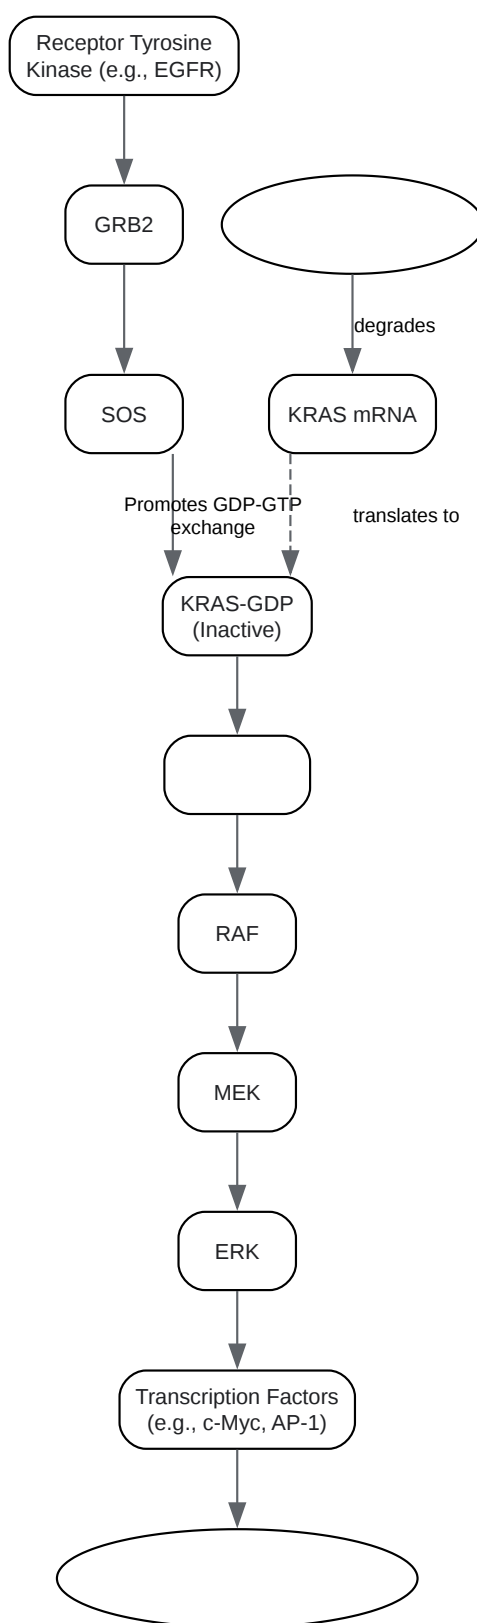 Receptor Tyrosine
Kinase (e.g., EGFR)
GRB2
degrades
SOS
KRAS mRNA
Promotes GDP-GTP
exchange
translates to
KRAS-GDP
(Inactive)
RAF
MEK
ERK
Transcription Factors
(e.g., c-Myc, AP-1)